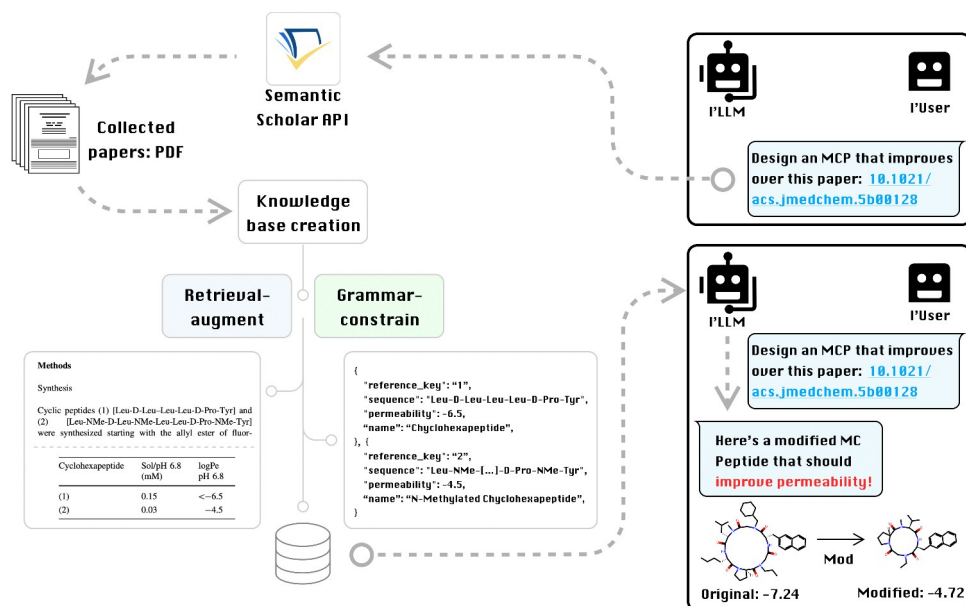 Semantic
Scholar API
Collected
papers: PDF
Knowledge
base creation
Retrieval-
augment
Grammar-
constrain
Methods
Synthesis
Cyclic peptides (1) [Leu-D-Leu-Leu-Leu-D-Pro-Tyr] and
(2) [Leu-NMe-D-Leu-NMe-Leu-Leu-D-Pro-NMe-Tyr]
were synthesized starting with the allyl ester of fluor-
Cyclohexapeptide Sol/pH 6.8 logPe
(mM) pH 6.8
(1) 0.15 <−6.5
(2) 0.03 −4.5
{
"reference_key": "1",
"sequence": "Leu-D-Leu-Leu-Leu-D-Pro-Tyr",
"permeability": -6.5,
"name": "Chyclohexapeptide",
}, {
"reference_key": "2",
"sequence": "Leu-NMe-[...]-D-Pro-NMe-Tyr",
"permeability": -4.5,
"name": "N-Methylated Chyclohexapeptide",
}
I'LLM
I'User
Design an MCP that improves
over this paper: 10.1021/
acs.jmedchem.5b00128
I'LLM
I'User
Design an MCP that improves
over this paper: 10.1021/
acs.jmedchem.5b00128
Here's a modified MC
Peptide that should
improve permeability!
Mod
Original: -7.24
Modified: -4.72